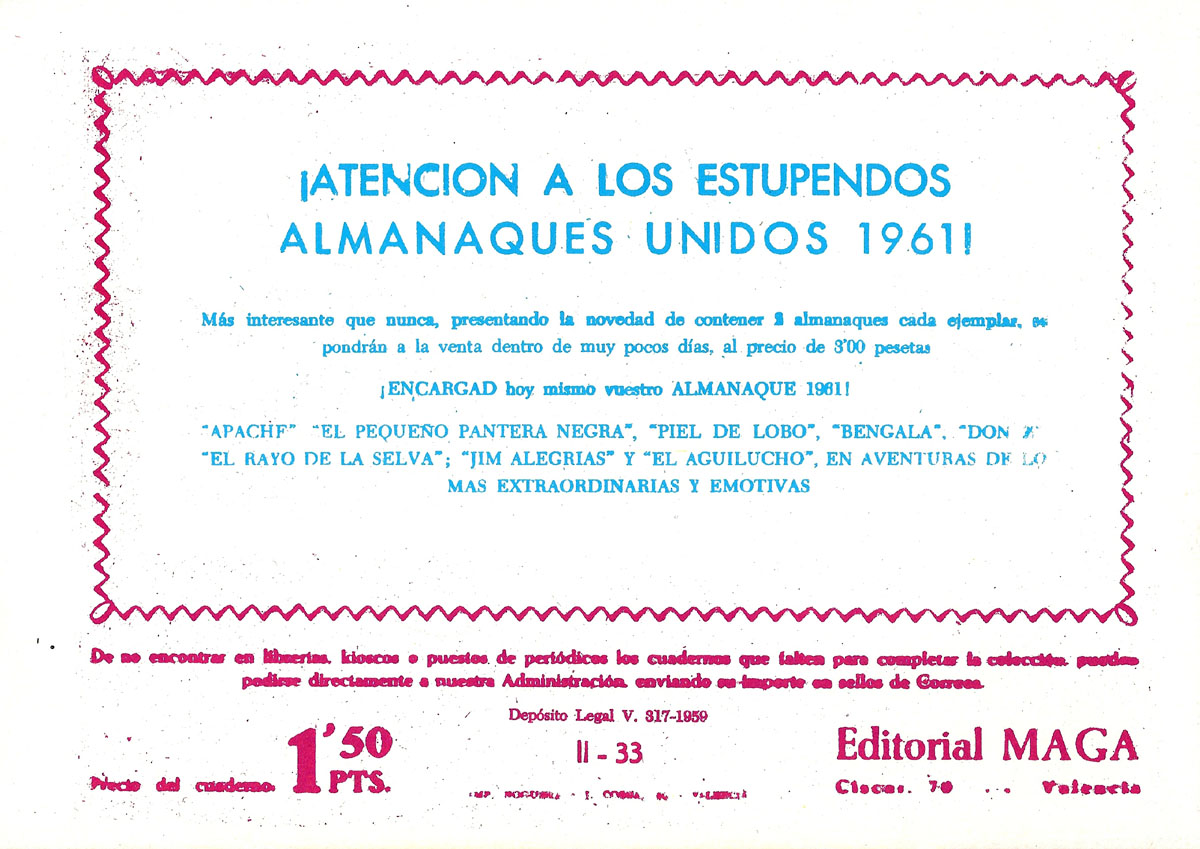 ¡ATENCION A LOS ESTUPENDOS
ALMANAQUES UNIDOS 1961!
Más interesante que nunca, presentando la novedad de contener 2 almanaques cada ejemplar, se
pondrán a la venta dentro de muy pocos días, al precio de 3'00 pesetas
¡ENCARGAD hoy mismo vuestro ALMANAQUE 1961!
"APACHE" "EL PEQUEÑO PANTERA NEGRA", "PIEL DE LOBO", "BENGALA", "DON
"EL RAYO DE LA SELVA"; "JIM ALEGRIAS" Y "EL AGUILUCHO", EN AVENTURAS DE LO
MAS EXTRAORDINARIAS Y EMOTIVAS
De no encontrar en librerías, kioscos o puestos de periódicos los cuadernos que falten para completar la colección, pueden
pedirse directamente a nuestra Administración, enviando su importe en sellos de Correos.
Depósito Legal V. 317-1959
Precio del cuaderno, 1'50 PTS.
II - 33
Editorial MAGA
IMP. NOGUERA - VALENCIA
Ciscar, 70 Valencia